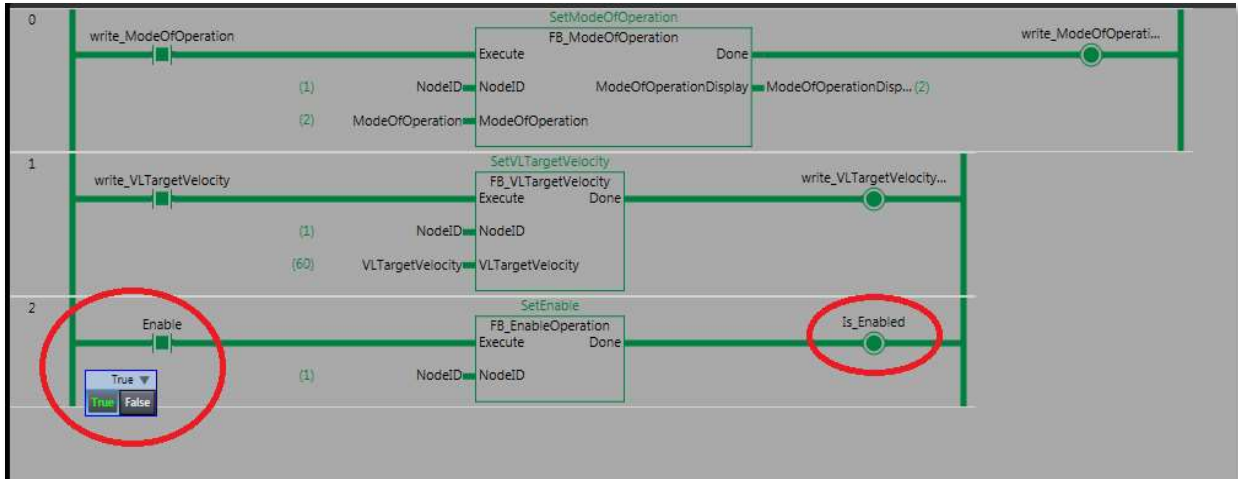 0
SetModeOfOperation
write_ModeOfOperation FB_ModeOfOperation write_ModeOfOperati...
Execute Done
(1) NodeID NodeID ModeOfOperationDisplay ModeOfOperationDisp... (2)
(2) ModeOfOperation ModeOfOperation
1
SetVLTargetVelocity
write_VLTargetVelocity FB_VLTargetVelocity write_VLTargetVelocity...
Execute Done
(1) NodeID NodeID
(60) VLTargetVelocity VLTargetVelocity
2
SetEnable
Enable FB_EnableOperation Is_Enabled
Execute Done
(1) NodeID NodeID
True ▼
True False